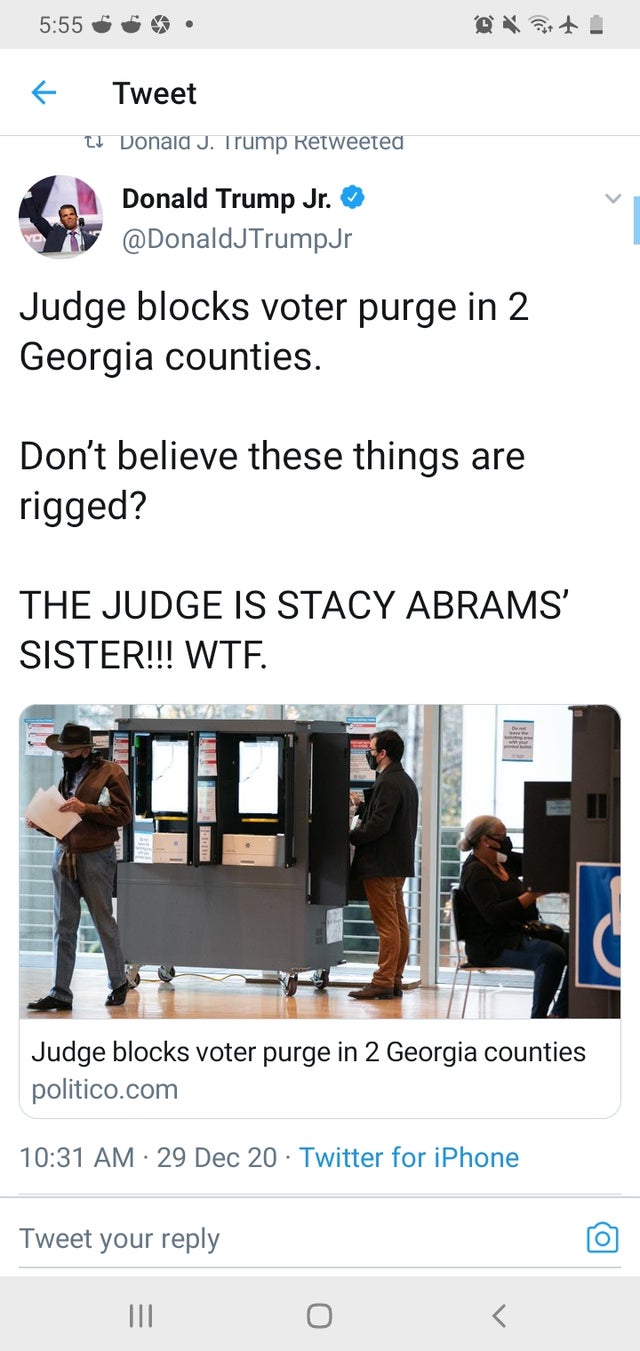 5:55
Tweet
Donald J. Trump Retweeted
Donald Trump Jr.
@DonaldJTrumpJr
Judge blocks voter purge in 2
Georgia counties.
Don't believe these things are
rigged?
THE JUDGE IS STACY ABRAMS'
SISTER!!! WTF.
Judge blocks voter purge in 2 Georgia counties
politico.com
10:31 AM · 29 Dec 20 · Twitter for iPhone
Tweet your reply